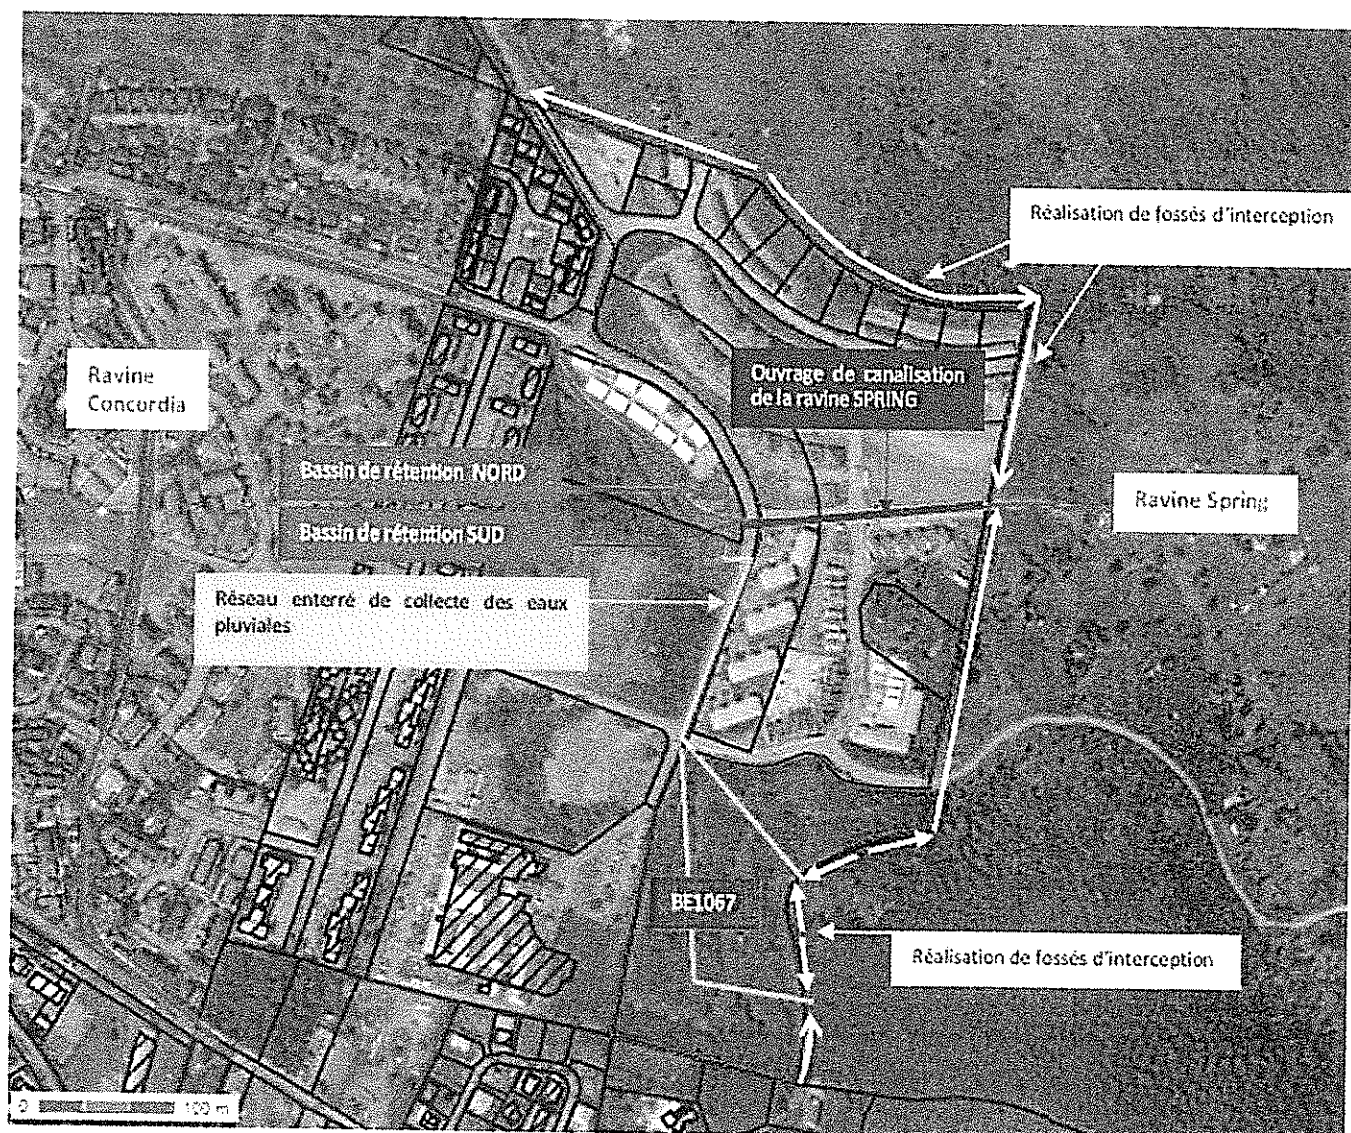 Réalisation de fossés d'interception
Ravine
Concordia
Ouvrage de canalisation
de la ravine SPRING
Bassin de rétention NORD
Ravine Spring
Bassin de rétention SUD
Réseau enterré de collecte des eaux
pluviales
BE1067
Réalisation de fossés d'interception
0 100 m